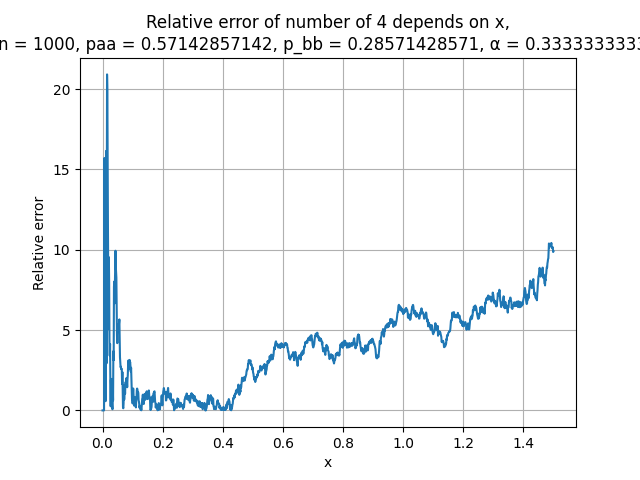 Relative error of number of 4 depends on x,
n = 1000, paa = 0.57142857142, p_bb = 0.28571428571, α = 0.3333333333
20
15
10
5
0
Relative error
0.0 0.2 0.4 0.6 0.8 1.0 1.2 1.4
x